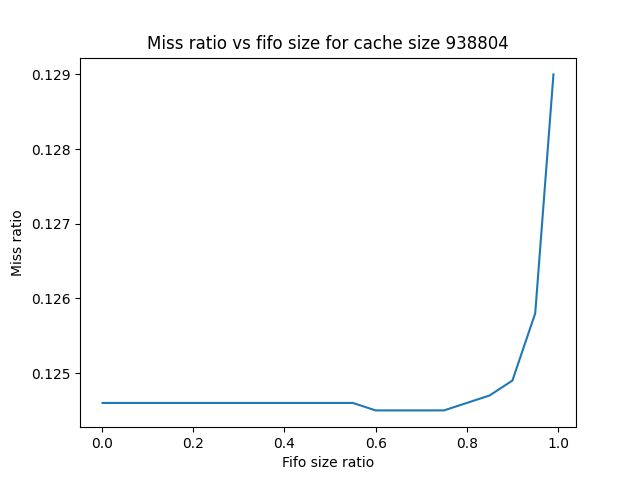 Miss ratio vs fifo size for cache size 938804
0.129
0.128
0.127
0.126
0.125
Miss ratio
0.0 0.2 0.4 0.6 0.8 1.0
Fifo size ratio